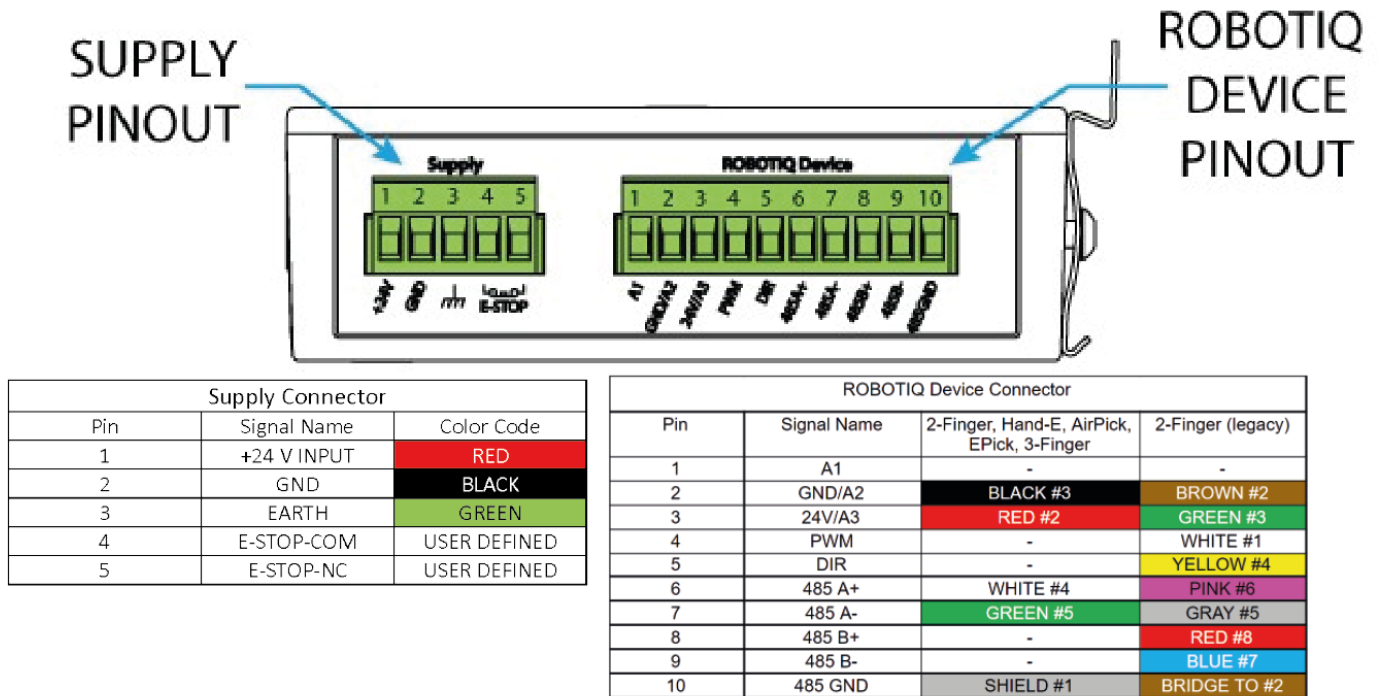 SUPPLY
PINOUT
ROBOTIQ
DEVICE
PINOUT
Supply
ROBOTIQ Device
1 2 3 4 5
1 2 3 4 5 6 7 8 9 10
+24V GND E-STOP
A1 GND/A2 24V/A3 PWM DIR 485A+ 485A- 485B+ 485B- 485GND
Supply Connector
Pin Signal Name Color Code
1 +24 V INPUT RED
2 GND BLACK
3 EARTH GREEN
4 E-STOP-COM USER DEFINED
5 E-STOP-NC USER DEFINED
ROBOTIQ Device Connector
Pin Signal Name 2-Finger, Hand-E, AirPick, 2-Finger (legacy)
EPick, 3-Finger
1 A1 - -
2 GND/A2 BLACK #3 BROWN #2
3 24V/A3 RED #2 GREEN #3
4 PWM - WHITE #1
5 DIR - YELLOW #4
6 485 A+ WHITE #4 PINK #6
7 485 A- GREEN #5 GRAY #5
8 485 B+ - RED #8
9 485 B- - BLUE #7
10 485 GND SHIELD #1 BRIDGE TO #2